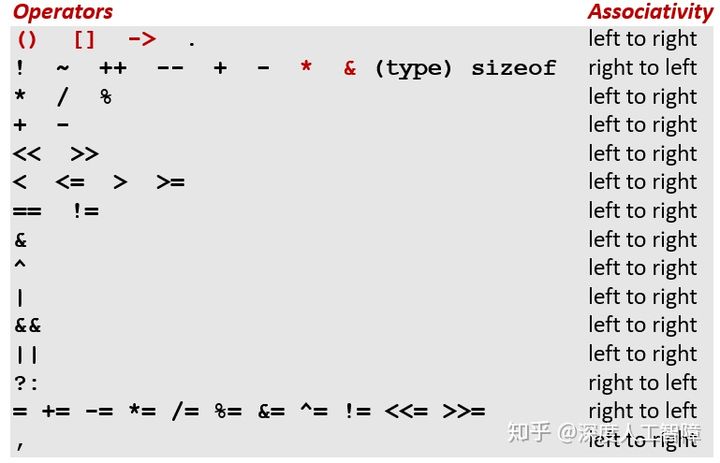 Operators Associativity
() [] -> . left to right
! ~ ++ -- + - * & (type) sizeof right to left
* / % left to right
+ - left to right
<< >> left to right
< <= > >= left to right
== != left to right
& left to right
^ left to right
| left to right
&& left to right
|| left to right
?: right to left
= += -= *= /= %= &= ^= != <<= >>= right to left
, left to right
知乎 @深度人工智障